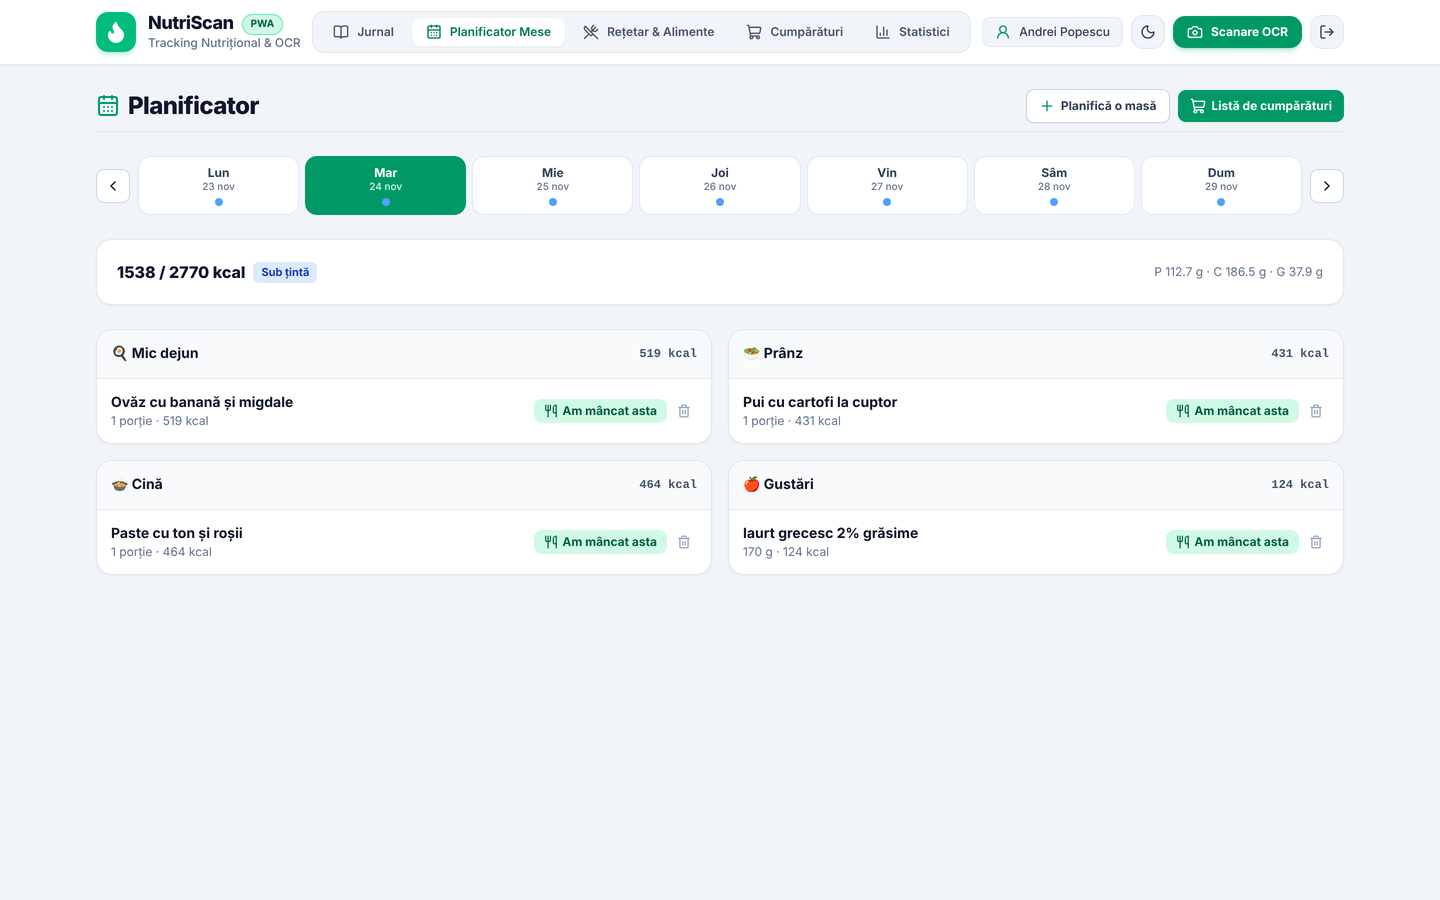 NutriScan PWA
Tracking Nutrițional & OCR
Jurnal
Planificator Mese
Rețetar & Alimente
Cumpărături
Statistici
Andrei Popescu
Scanare OCR
Planificator
Planifică o masă
Listă de cumpărături
Lun
23 nov
Mar
24 nov
Mie
25 nov
Joi
26 nov
Vin
27 nov
Sâm
28 nov
Dum
29 nov
1538 / 2770 kcal Sub țintă
P 112.7 g · C 186.5 g · G 37.9 g
Mic dejun 519 kcal
Ovăz cu banană și migdale
1 porție · 519 kcal
Am mâncat asta
Prânz 431 kcal
Pui cu cartofi la cuptor
1 porție · 431 kcal
Am mâncat asta
Cină 464 kcal
Paste cu ton și roșii
1 porție · 464 kcal
Am mâncat asta
Gustări 124 kcal
Iaurt grecesc 2% grăsime
170 g · 124 kcal
Am mâncat asta